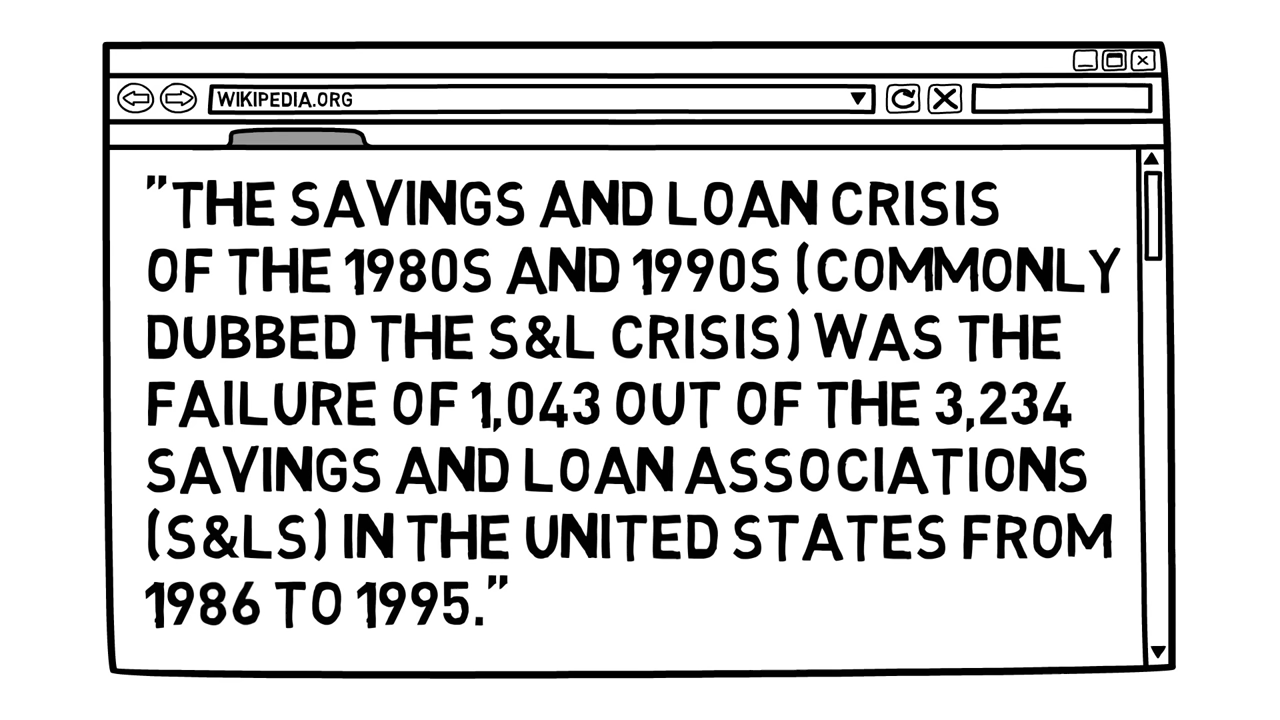 WIKIPEDIA.ORG
"THE SAVINGS AND LOAN CRISIS
OF THE 1980S AND 1990S (COMMONLY
DUBBED THE S&L CRISIS) WAS THE
FAILURE OF 1,043 OUT OF THE 3,234
SAVINGS AND LOAN ASSOCIATIONS
(S&LS) IN THE UNITED STATES FROM
1986 TO 1995."